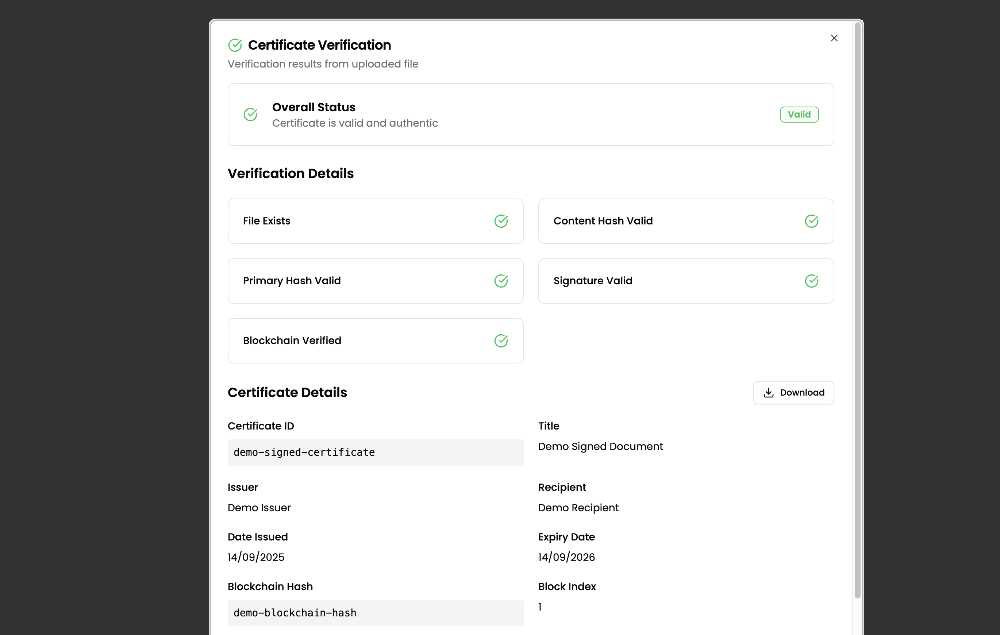 Certificate Verification
Verification results from uploaded file
Overall Status
Certificate is valid and authentic
Valid
Verification Details
File Exists
Content Hash Valid
Primary Hash Valid
Signature Valid
Blockchain Verified
Certificate Details
Download
Certificate ID
demo-signed-certificate
Title
Demo Signed Document
Issuer
Demo Issuer
Recipient
Demo Recipient
Date Issued
14/09/2025
Expiry Date
14/09/2026
Blockchain Hash
demo-blockchain-hash
Block Index
1